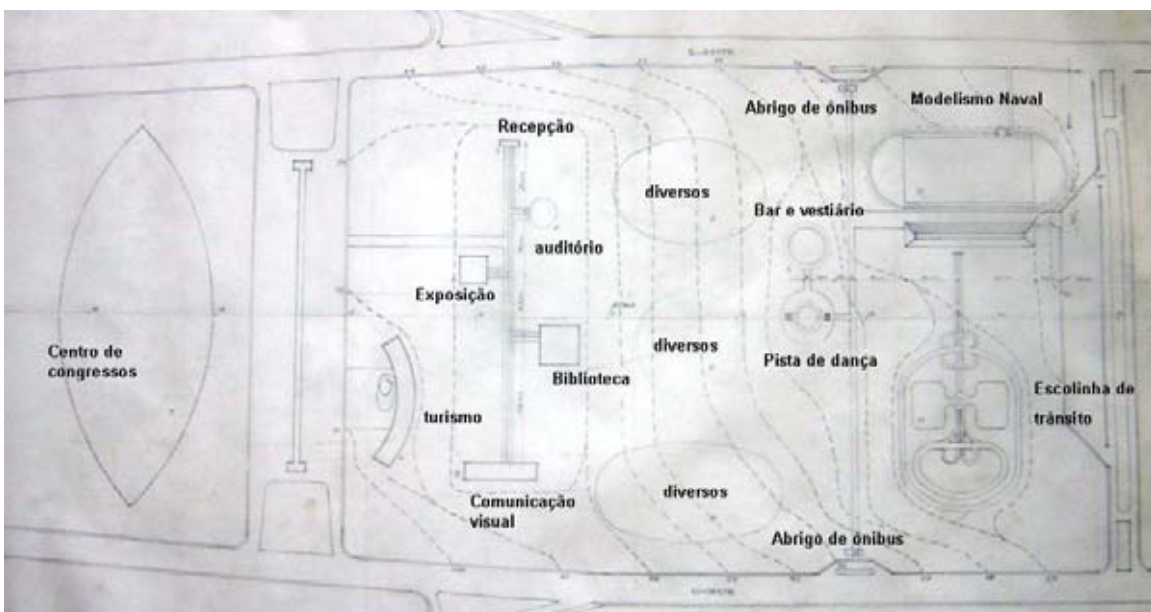 Recepção
Abrigo de ônibus
Modelismo Naval
diversos
Bar e vestiário
auditório
Exposição
Centro de
congressos
diversos
Pista de dança
Biblioteca
turismo
Escolinha de
trânsito
Comunicação
visual
diversos
Abrigo de ônibus